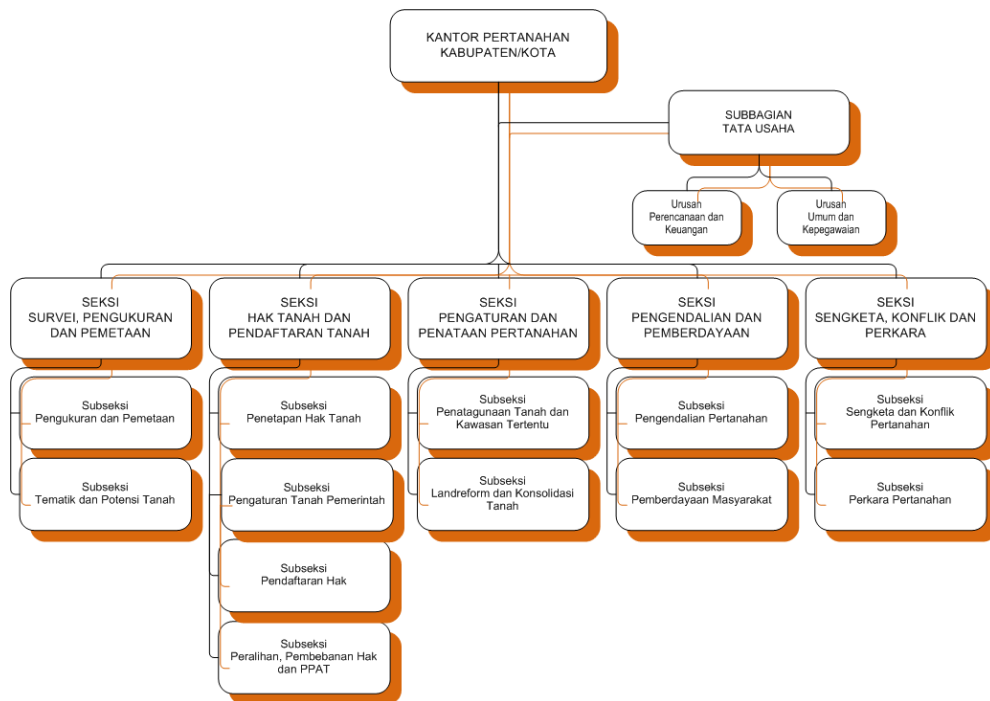 KANTOR PERTANAHAN
KABUPATEN/KOTA
SUBBAGIAN
TATA USAHA
Urusan
Perencanaan dan
Keuangan
Urusan
Umum dan
Kepegawaian
SEKSI
SURVEI, PENGUKURAN
DAN PEMETAAN
SEKSI
HAK TANAH DAN
PENDAFTARAN TANAH
SEKSI
PENGATURAN DAN
PENATAAN PERTANAHAN
SEKSI
PENGENDALIAN DAN
PEMBERDAYAAN
SEKSI
SENGKETA, KONFLIK DAN
PERKARA
Subseksi
Pengukuran dan Pemetaan
Subseksi
Penetapan Hak Tanah
Subseksi
Penatagunaan Tanah dan
Kawasan Tertentu
Subseksi
Pengendalian Pertanahan
Subseksi
Sengketa dan Konflik
Pertanahan
Subseksi
Tematik dan Potensi Tanah
Subseksi
Pengaturan Tanah Pemerintah
Subseksi
Landreform dan Konsolidasi
Tanah
Subseksi
Pemberdayaan Masyarakat
Subseksi
Perkara Pertanahan
Subseksi
Pendaftaran Hak
Subseksi
Peralihan, Pembebanan Hak
dan PPAT